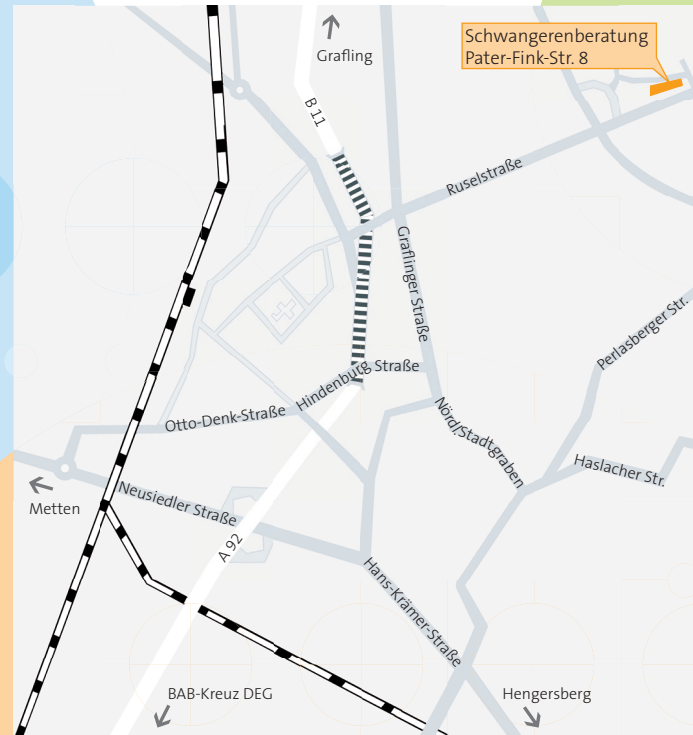 Schwangerenberatung
Pater-Fink-Str. 8
Grafling
B 11
Ruselstraße
Graflinger Straße
Perlasberger Str.
Hindenburg Straße
Otto-Denk-Straße
Nördl. Stadtgraben
Haslacher Str.
Metten
Neusiedler Straße
A 92
Hans-Krämer-Straße
BAB-Kreuz DEG
Hengersberg